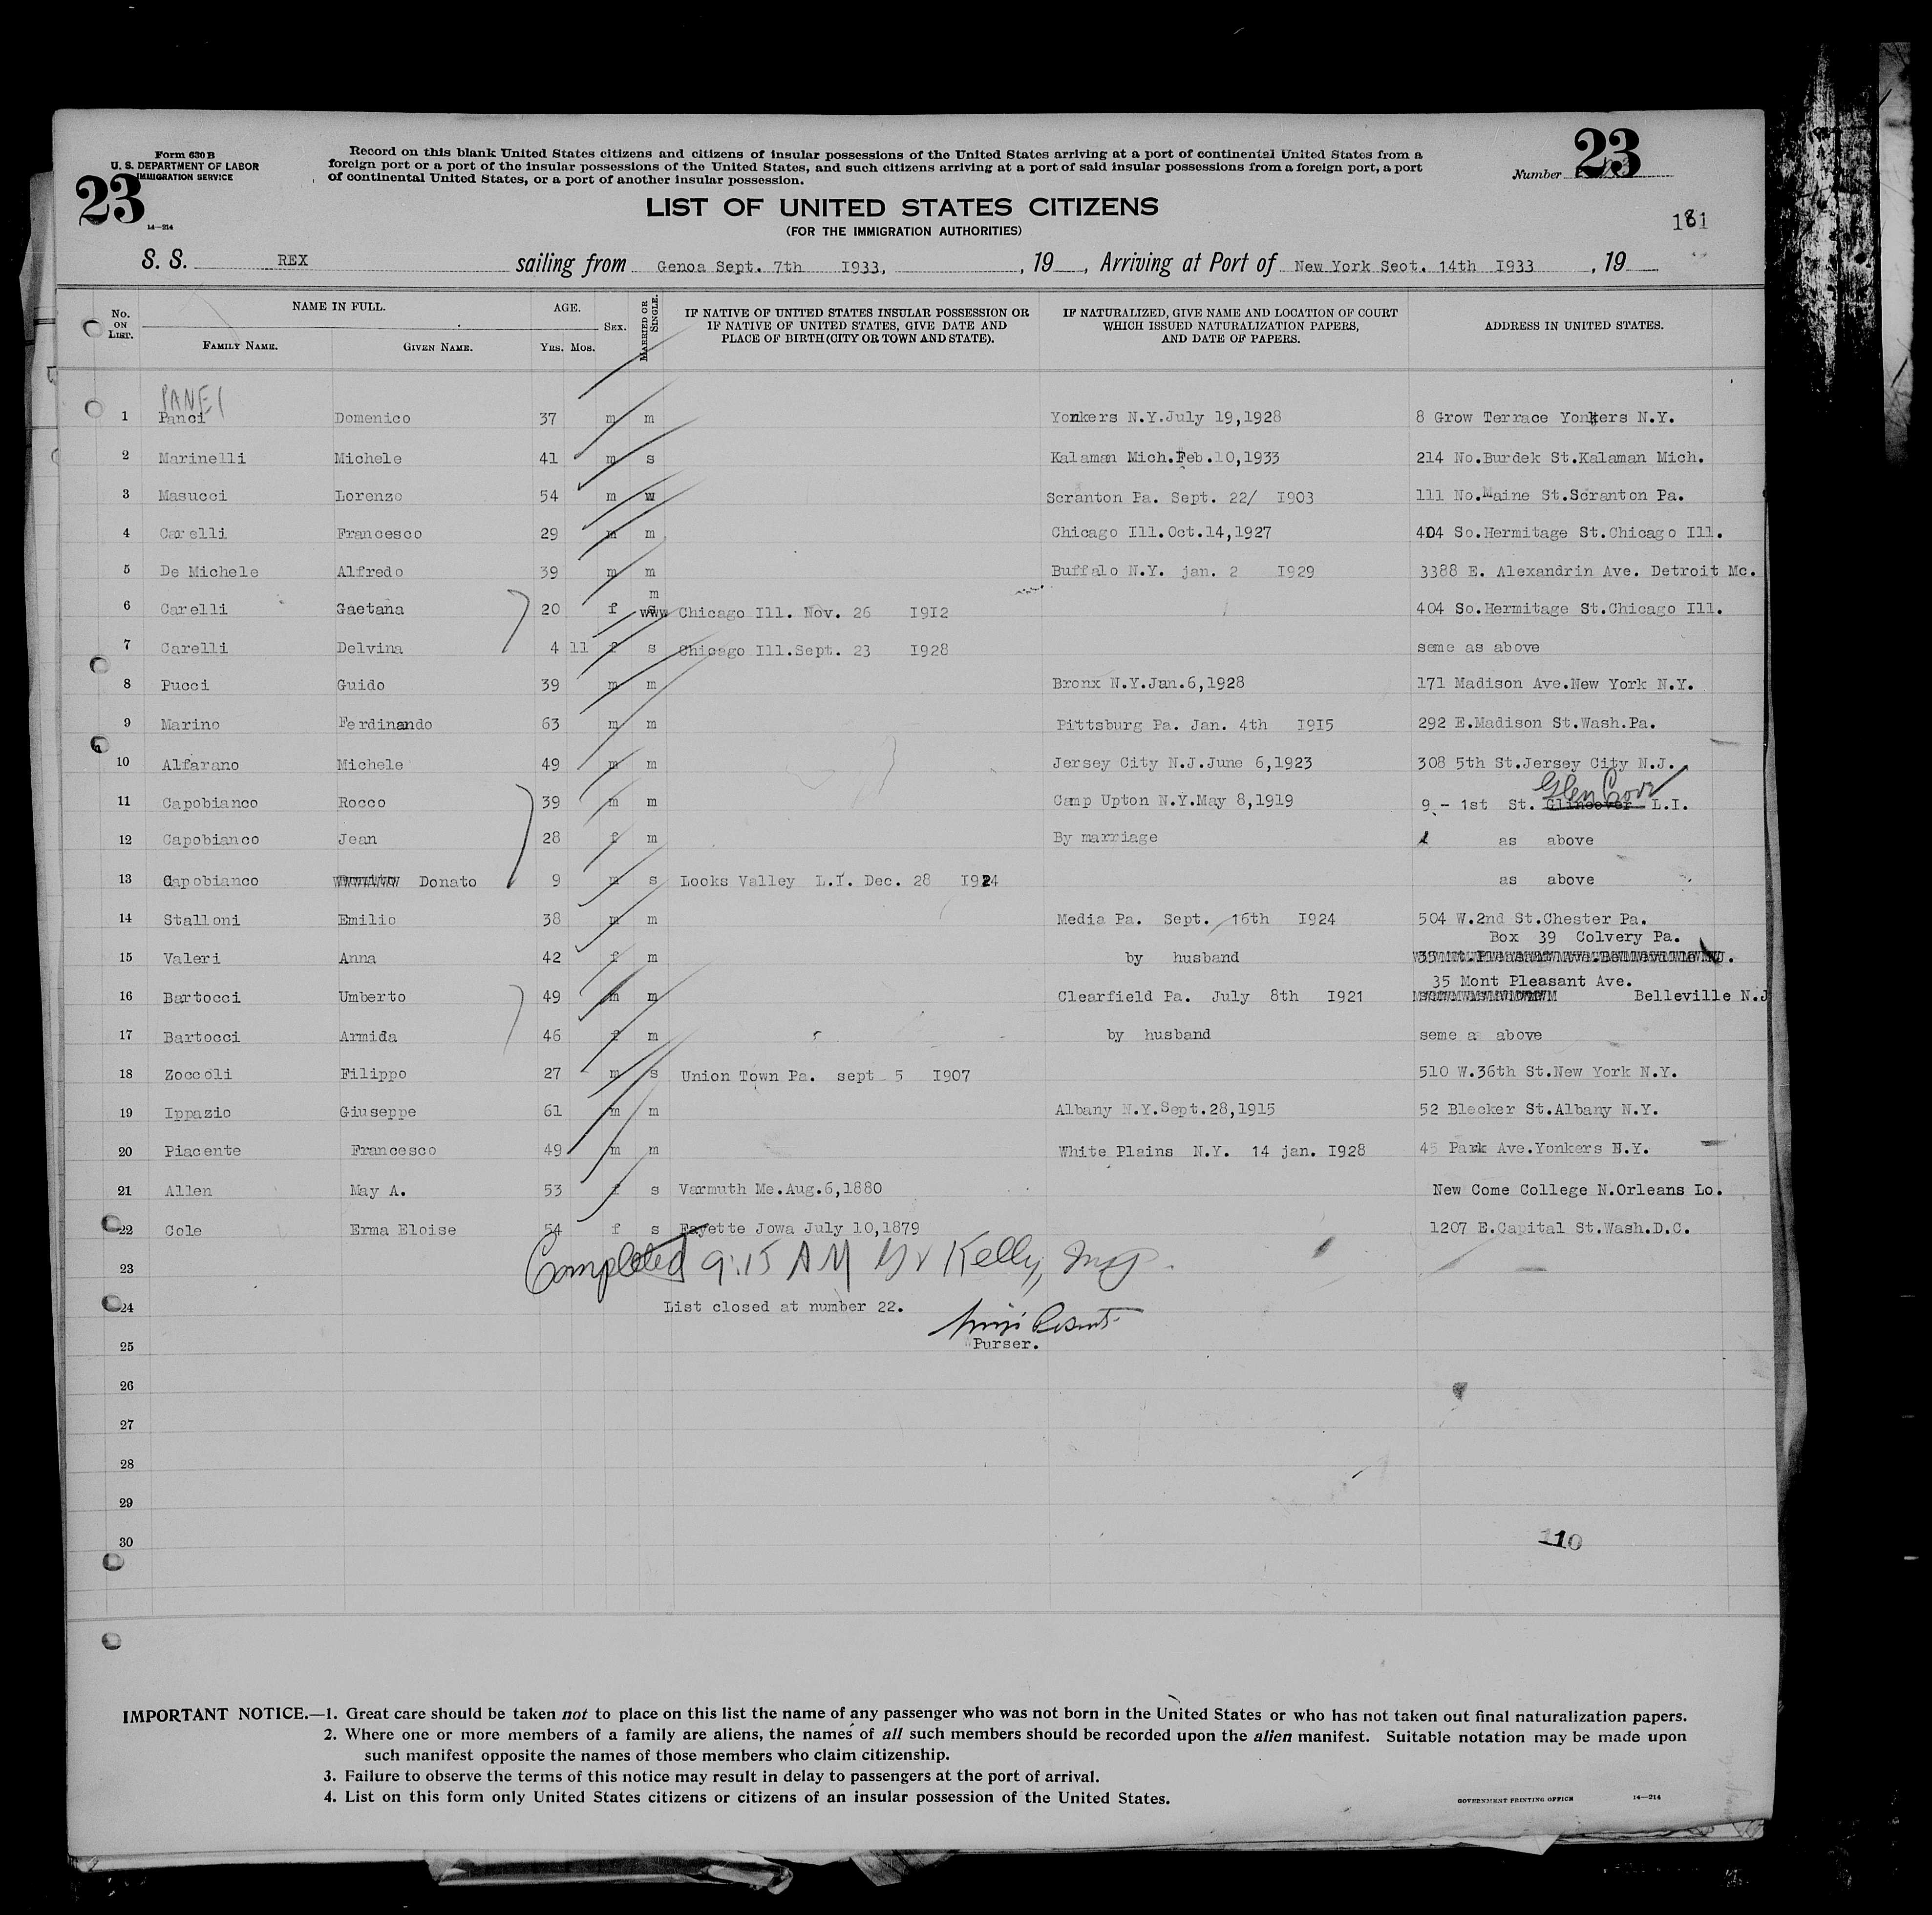 Form 630 B
U. S. DEPARTMENT OF LABOR
IMMIGRATION SERVICE
23
14—214
Record on this blank United States citizens and citizens of insular possessions of the United States arriving at a port of continental United States from a
foreign port or a port of the insular possessions of the United States, and such citizens arriving at a port of said insular possessions from a foreign port, a port
of continental United States, or a port of another insular possession.
Number 23
LIST OF UNITED STATES CITIZENS
(FOR THE IMMIGRATION AUTHORITIES)
181
S. S. REX sailing from Genoa Sept. 7th I933, , 19 , Arriving at Port of New York Seot. 14th I933 , 19
No. ON LIST. NAME IN FULL. AGE. SEX. MARRIED OR SINGLE. IF NATIVE OF UNITED STATES INSULAR POSSESSION OR IF NATIVE OF UNITED STATES, GIVE DATE AND PLACE OF BIRTH (CITY OR TOWN AND STATE). IF NATURALIZED, GIVE NAME AND LOCATION OF COURT WHICH ISSUED NATURALIZATION PAPERS, AND DATE OF PAPERS. ADDRESS IN UNITED STATES.
FAMILY NAME. GIVEN NAME. YRS. MOS.
PANEI
1 Panci Domenico 37 m m Yonkers N.Y.July 19,1928 8 Grow Terrace Yonkers N.Y.
2 Marinelli Michele 41 m s Kalaman Mich.Feb.10,1933 214 No.Burdek St.Kalaman Mich.
3 Masucci Lorenzo 54 m w Scranton Pa. Sept. 22/ I903 111 No.Maine St.Scranton Pa.
4 Carelli Francesco 29 m m Chicago Ill.Oct.14,1927 404 So.Hermitage St.Chicago Ill.
5 De Michele Alfredo 39 m m Buffalo N.Y. jan. 2 I929 3388 E. Alexandrin Ave. Detroit Mc.
m
6 Carelli Gaetana 20 f Chicago Ill. Nov. 26 I9I2 404 So.Hermitage St.Chicago Ill.
7 Carelli Delvina 4 11 f s Chicago Ill.Sept. 23 I928 seme as above
8 Pucci Guido 39 m m Bronx N.Y.Jan.6,1928 171 Madison Ave.New York N.Y.
9 Marino Ferdinando 63 m m Pittsburg Pa. Jan. 4th I9I5 292 E.Madison St.Wash.Pa.
10 Alfarano Michele 49 m m Jersey City N.J.June 6,1923 308 5th St.Jersey City N.J.
Glen Cove
11 Capobianco Rocco 39 m m Camp Upton N.Y.May 8,1919 9 - 1st St. Glincover L.I.
12 Capobianco Jean 28 f m By marriage as above
13 Capobianco Donato 9 m s Looks Valley L.I. Dec. 28 I924 as above
14 Stalloni Emilio 38 m m Media Pa. Sept. 16th I924 504 W.2nd St.Chester Pa.
Box 39 Colvery Pa.
15 Valeri Anna 42 f m by husband
35 Mont Pleasant Ave.
16 Bartocci Umberto 49 m m Clearfield Pa. July 8th I921 Belleville N.J
17 Bartocci Armida 46 f m by husband seme a above
18 Zoccoli Filippo 27 m s Union Town Pa. sept 5 I907 510 W.36th St.New York N.Y.
19 Ippazio Giuseppe 61 m m Albany N.Y.Sept.28,1915 52 Blecker St.Albany N.Y.
20 Piacente Francesco 49 m m White Plains N.Y. 14 jan. I928 45 Park Ave.Yonkers N.Y.
21 Allen May A. 53 f s Varmuth Me.Aug.6,1880 New Come College N.Orleans Lo.
22 Cole Erma Eloise 54 f s Fayette Jowa July 10,1879 1207 E.Capital St.Wash.D.C.
Completed 9:15 AM Kelly, Insp.
23
24 List closed at number 22.
25 Purser.
26
27
28
29
30 110
IMPORTANT NOTICE.—1. Great care should be taken not to place on this list the name of any passenger who was not born in the United States or who has not taken out final naturalization papers.
2. Where one or more members of a family are aliens, the names of all such members should be recorded upon the alien manifest. Suitable notation may be made upon
such manifest opposite the names of those members who claim citizenship.
3. Failure to observe the terms of this notice may result in delay to passengers at the port of arrival.
4. List on this form only United States citizens or citizens of an insular possession of the United States.
GOVERNMENT PRINTING OFFICE 14—214